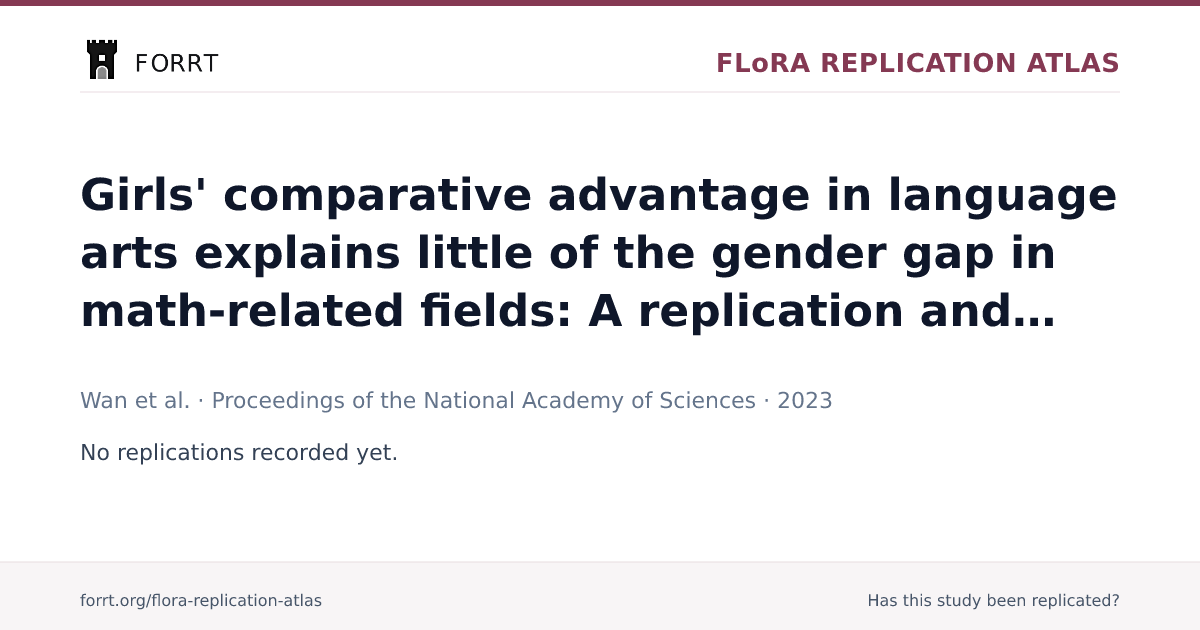 FORRT
FLoRA REPLICATION ATLAS
Girls' comparative advantage in language
arts explains little of the gender gap in
math-related fields: A replication and…
Wan et al. · Proceedings of the National Academy of Sciences · 2023
No replications recorded yet.
forrt.org/flora-replication-atlas
Has this study been replicated?